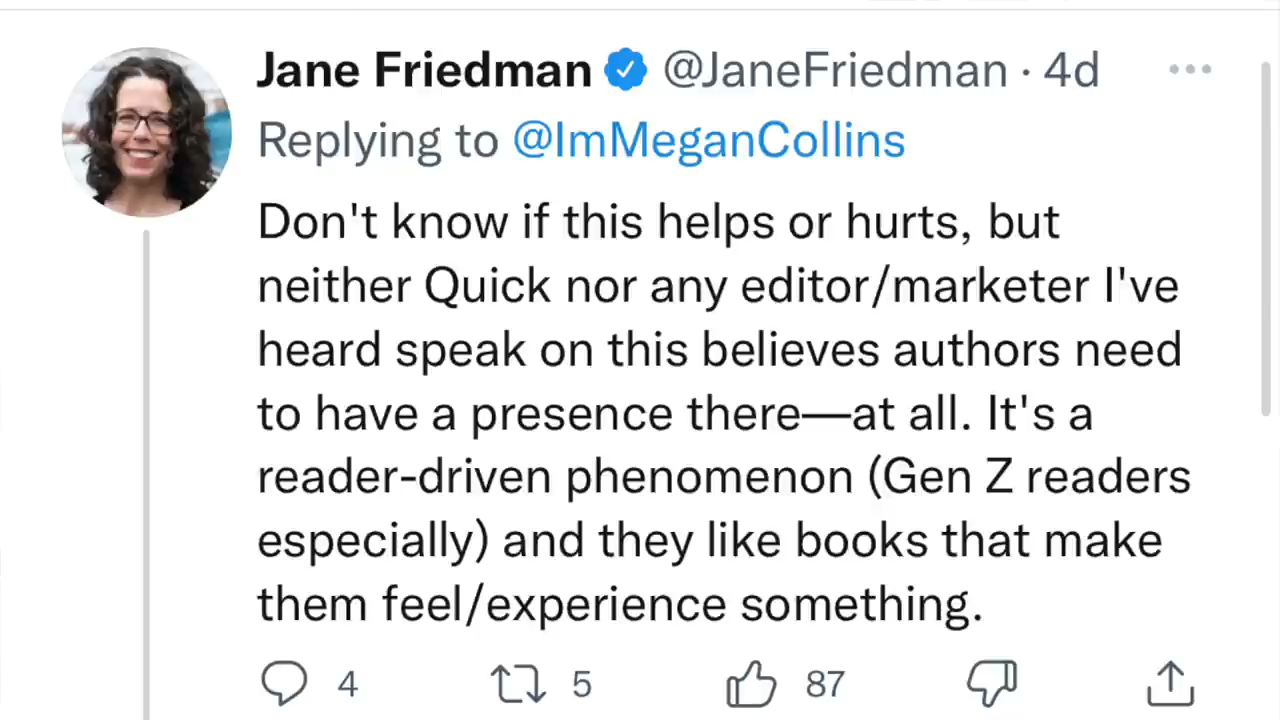 Jane Friedman @JaneFriedman · 4d
Replying to @ImMeganCollins
Don't know if this helps or hurts, but
neither Quick nor any editor/marketer I've
heard speak on this believes authors need
to have a presence there—at all. It's a
reader-driven phenomenon (Gen Z readers
especially) and they like books that make
them feel/experience something.
4 5 87